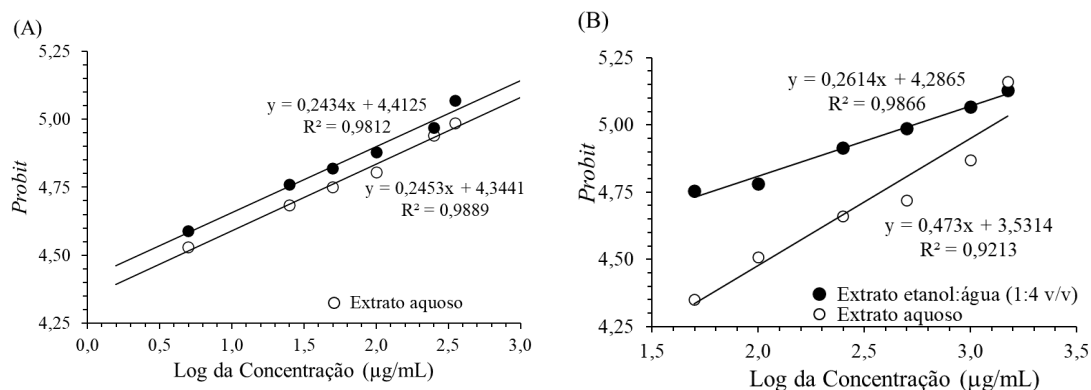 (A)
5,25
5,00
4,75
4,50
4,25
Probit
y = 0,2434x + 4,4125
R² = 0,9812
y = 0,2453x + 4,3441
R² = 0,9889
Extrato aquoso
0,0 0,5 1,0 1,5 2,0 2,5 3,0
Log da Concentração (µg/mL)
(B)
5,25
5,00
4,75
4,50
4,25
Probit
y = 0,2614x + 4,2865
R² = 0,9866
y = 0,473x + 3,5314
R² = 0,9213
Extrato etanol:água (1:4 v/v)
Extrato aquoso
1,5 2,0 2,5 3,0 3,5
Log da Concentração (µg/mL)